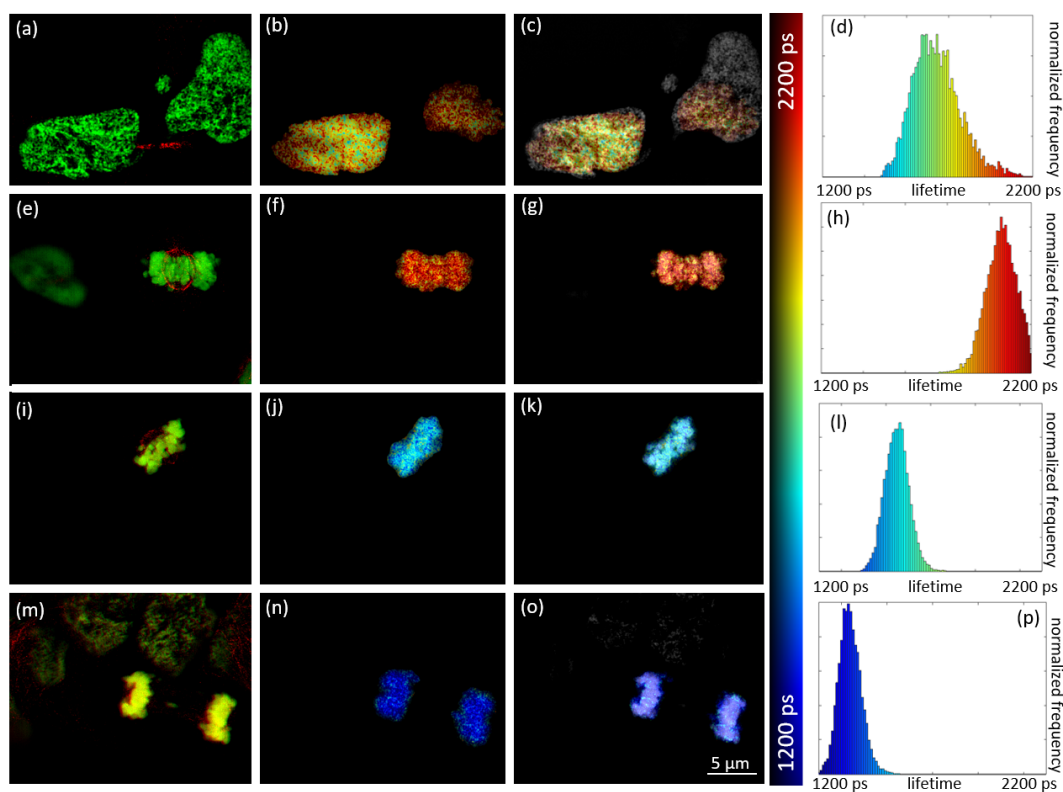 (a)
(b)
(c)
2200 ps
(d)
normalized frequency
1200 ps lifetime 2200 ps
(e)
(f)
(g)
(h)
normalized frequency
1200 ps lifetime 2200 ps
(i)
(j)
(k)
(l)
normalized frequency
1200 ps lifetime 2200 ps
(m)
(n)
(o)
5 µm
1200 ps
(p)
normalized frequency
1200 ps lifetime 2200 ps